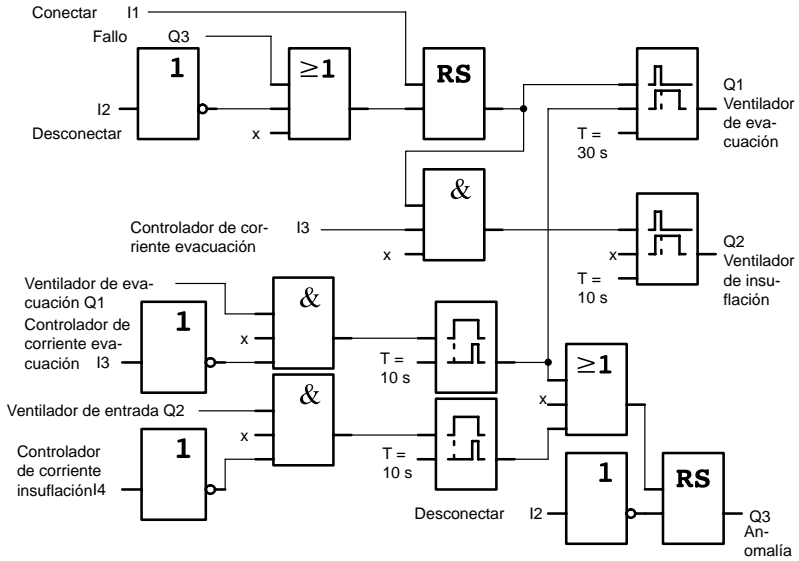 Conectar I1
Fallo Q3
1
≥1
RS
I2
Desconectar
x
T =
30 s
Q1
Ventilador
de eva-
cuación
&
Controlador de cor-
riente evacuación
I3
x
x
T =
10 s
Q2
Ventilador
de insu-
flación
Ventilador de eva-
cuación Q1
Controlador de
corriente eva-
cuación I3
1
&
x
T =
10 s
≥1
x
Ventilador de entrada Q2
&
x
Controlador
de corriente
insuflaciónI4
1
T =
10 s
Desconectar I2
1
RS
Q3
An-
omalía